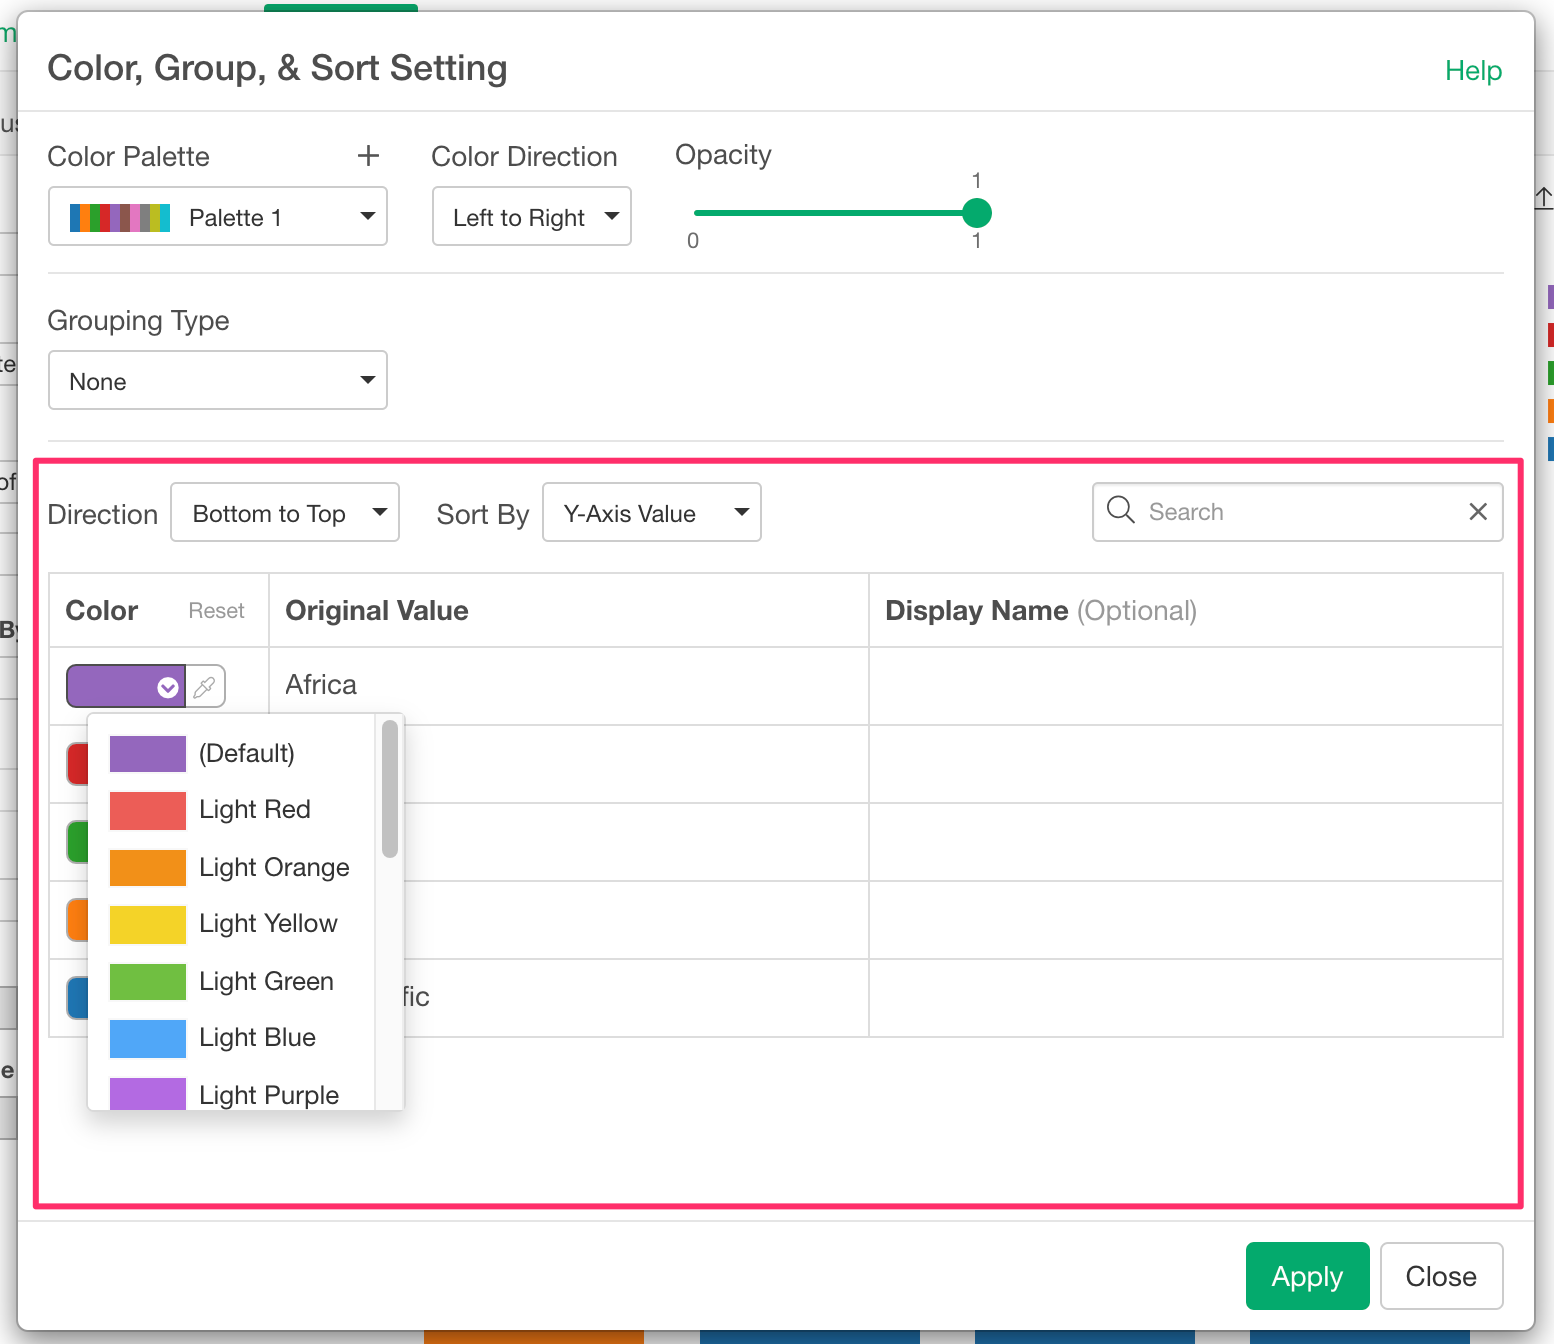 Color, Group, & Sort Setting
Help
Color Palette
Color Direction
Opacity
1
Palette 1
Left to Right
0
1
Grouping Type
None
Direction
Bottom to Top
Sort By
Y-Axis Value
Search
Color
Reset
Original Value
Display Name (Optional)
Africa
(Default)
Light Red
Light Orange
Light Yellow
Light Green
fic
Light Blue
Light Purple
Apply
Close